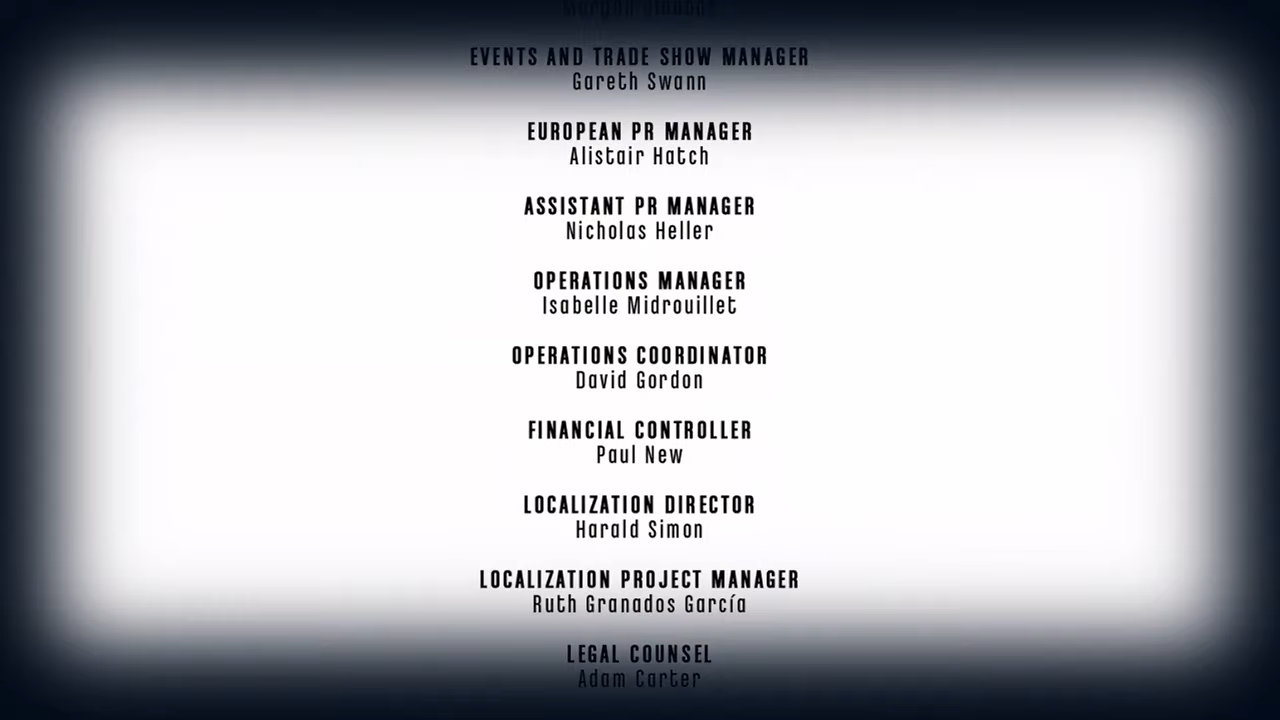 EVENTS AND TRADE SHOW MANAGER
Gareth Swann
EUROPEAN PR MANAGER
Alistair Hatch
ASSISTANT PR MANAGER
Nicholas Heller
OPERATIONS MANAGER
Isabelle Midrouillet
OPERATIONS COORDINATOR
David Gordon
FINANCIAL CONTROLLER
Paul New
LOCALIZATION DIRECTOR
Harald Simon
LOCALIZATION PROJECT MANAGER
Ruth Granados García
LEGAL COUNSEL
Adam Carter